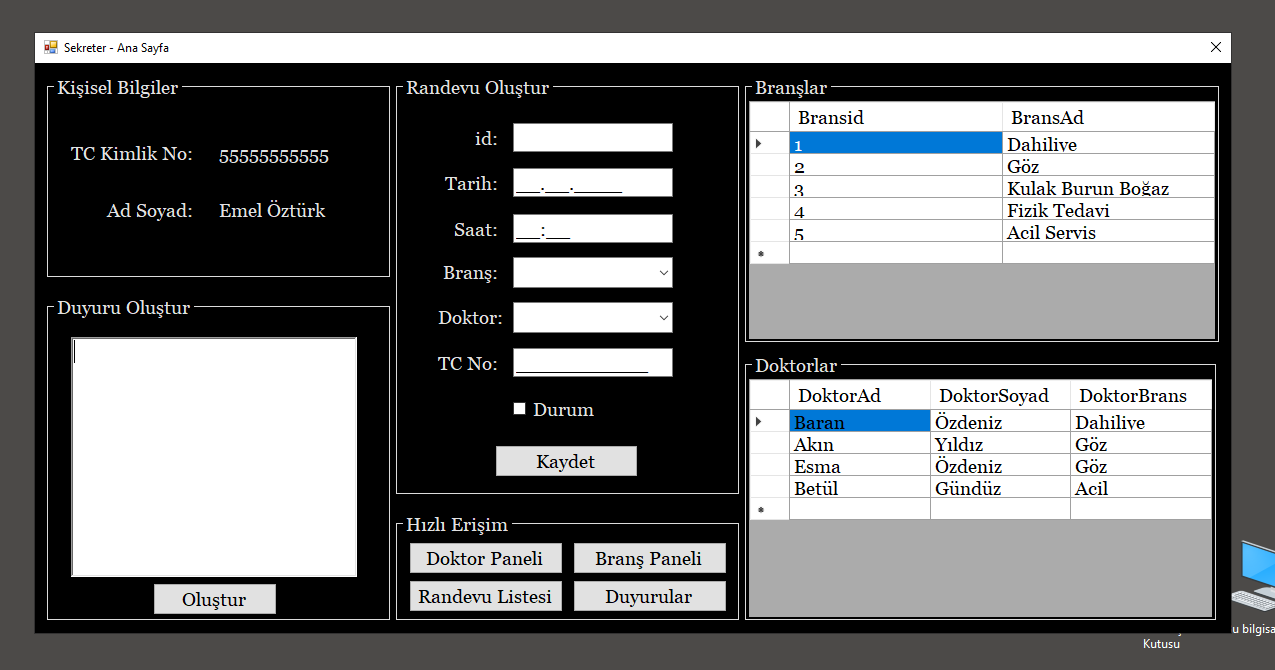 Sekreter - Ana Sayfa
Kişisel Bilgiler
TC Kimlik No: 55555555555
Ad Soyad: Emel Öztürk
Duyuru Oluştur
Oluştur
Randevu Oluştur
id:
Tarih: __.__.____
Saat: __:__
Branş:
Doktor:
TC No: ___________
Durum
Kaydet
Hızlı Erişim
Doktor Paneli Branş Paneli
Randevu Listesi Duyurular
Branşlar
Bransid BransAd
1 Dahiliye
2 Göz
3 Kulak Burun Boğaz
4 Fizik Tedavi
5 Acil Servis
Doktorlar
DoktorAd DoktorSoyad DoktorBrans
Baran Özdeniz Dahiliye
Akın Yıldız Göz
Esma Özdeniz Göz
Betül Gündüz Acil
u bilgisa
Kutusu